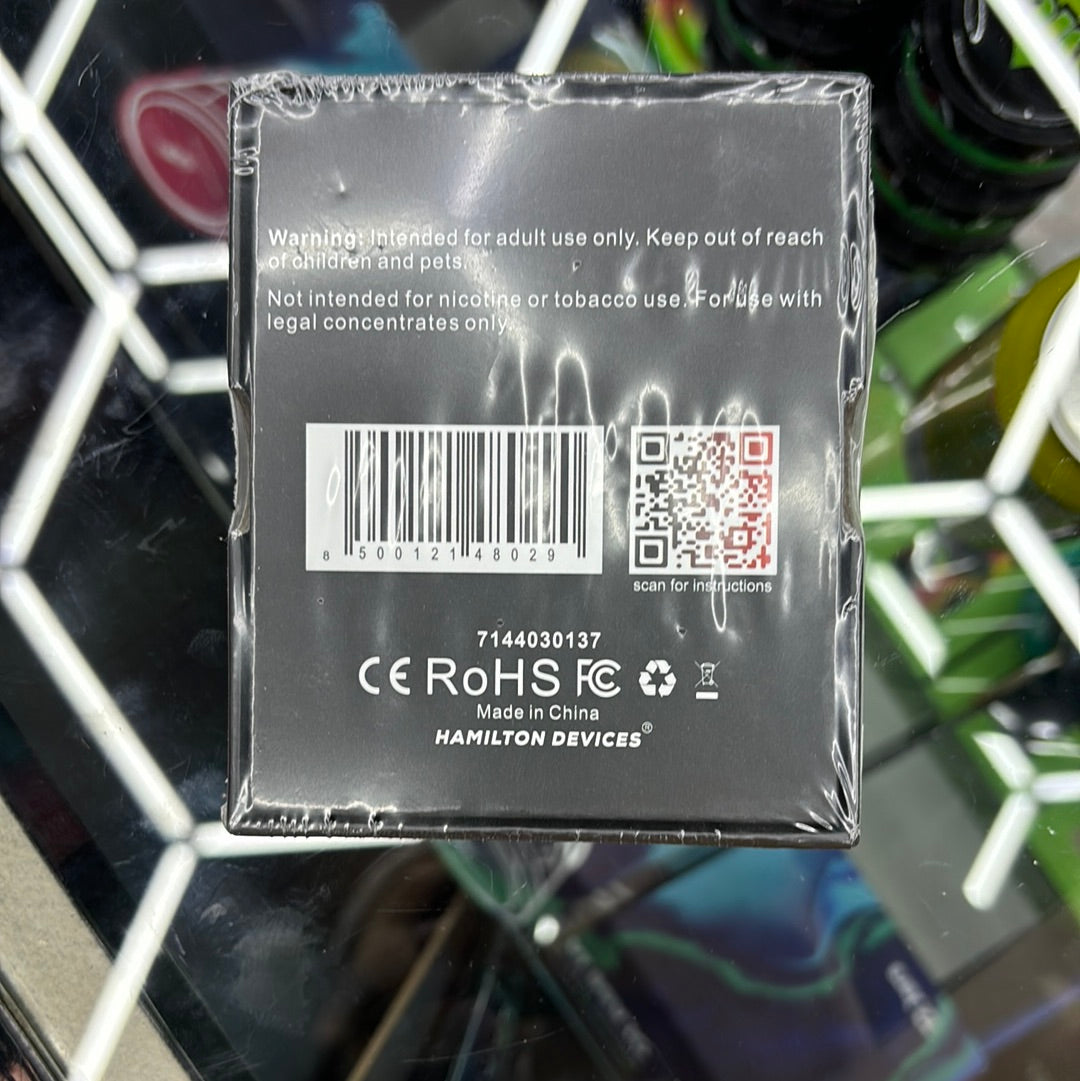 Warning: Intended for adult use only. Keep out of reach
of children and pets.
Not intended for nicotine or tobacco use. For use with
legal concentrates only.
8 50012148029
scan for instructions
7144030137
CE RoHS FC
Made in China
HAMILTON DEVICES®